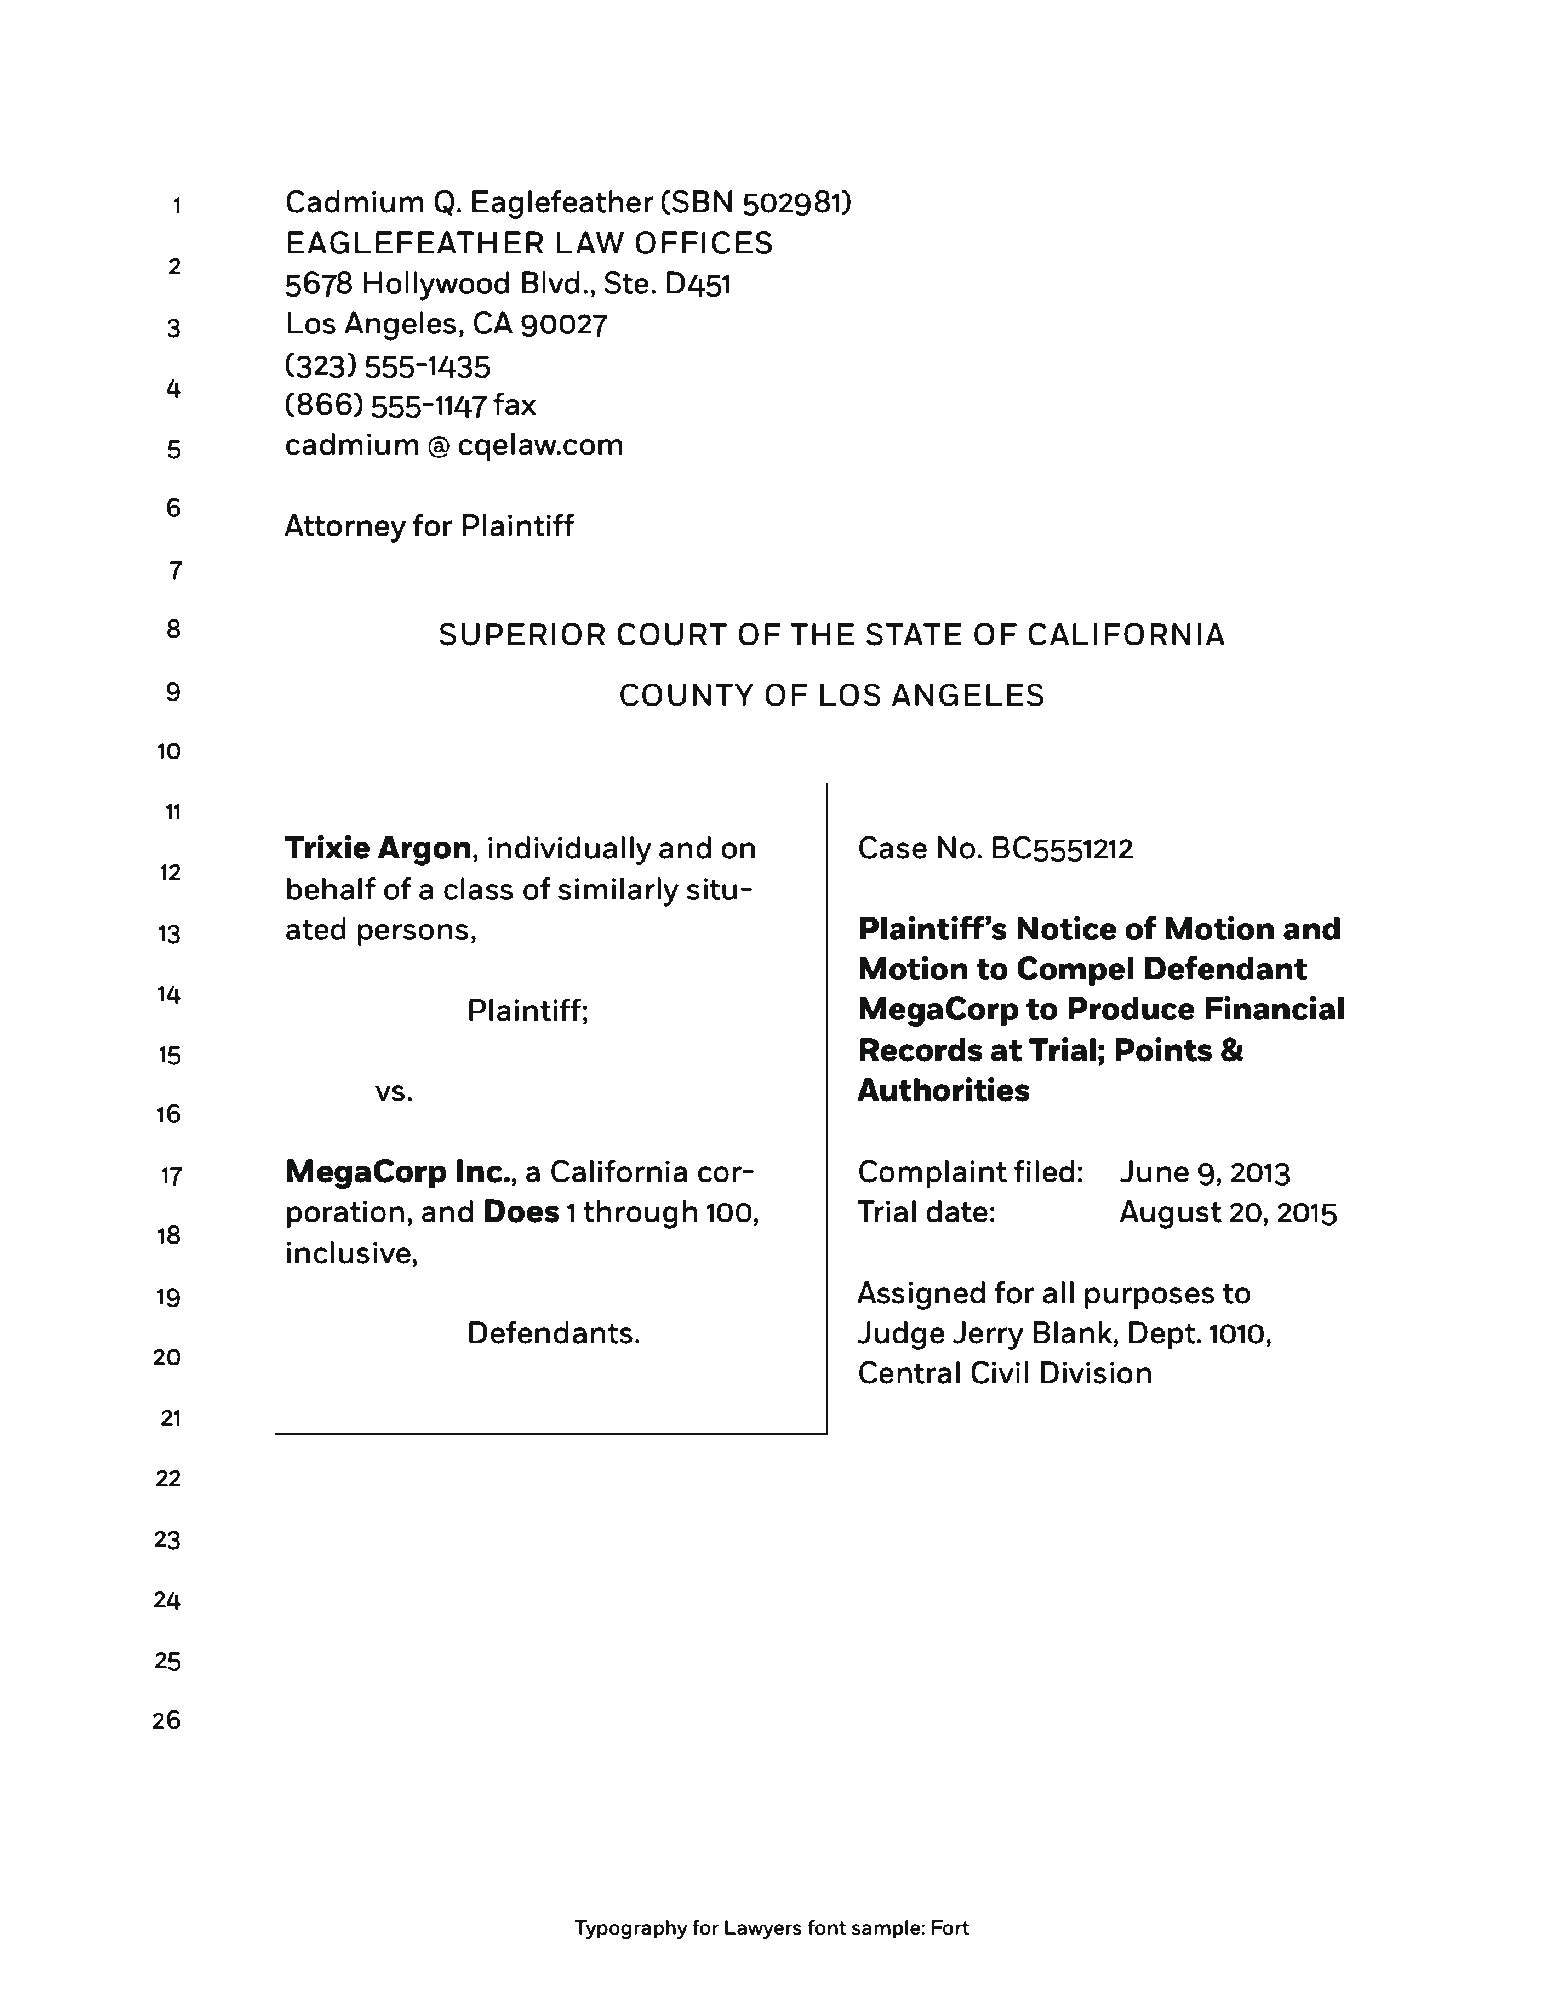 1
2
3
4
5
6
7
8
9
10
11
12
13
14
15
16
17
18
19
20
21
22
23
24
25
26
Cadmium Q. Eaglefeather (SBN 502981)
EAGLEFEATHER LAW OFFICES
5678 Hollywood Blvd., Ste. D451
Los Angeles, CA 90027
(323) 555-1435
(866) 555-1147 fax
cadmium @ cqelaw.com
Attorney for Plaintiff
SUPERIOR COURT OF THE STATE OF CALIFORNIA
COUNTY OF LOS ANGELES
Trixie Argon, individually and on
behalf of a class of similarly situ-
ated persons,
Plaintiff;
vs.
MegaCorp Inc., a California cor-
poration, and Does 1 through 100,
inclusive,
Defendants.
Case No. BC5551212
Plaintiff’s Notice of Motion and
Motion to Compel Defendant
MegaCorp to Produce Financial
Records at Trial; Points &
Authorities
Complaint filed: June 9, 2013
Trial date: August 20, 2015
Assigned for all purposes to
Judge Jerry Blank, Dept. 1010,
Central Civil Division
Typography for Lawyers font sample: Fort